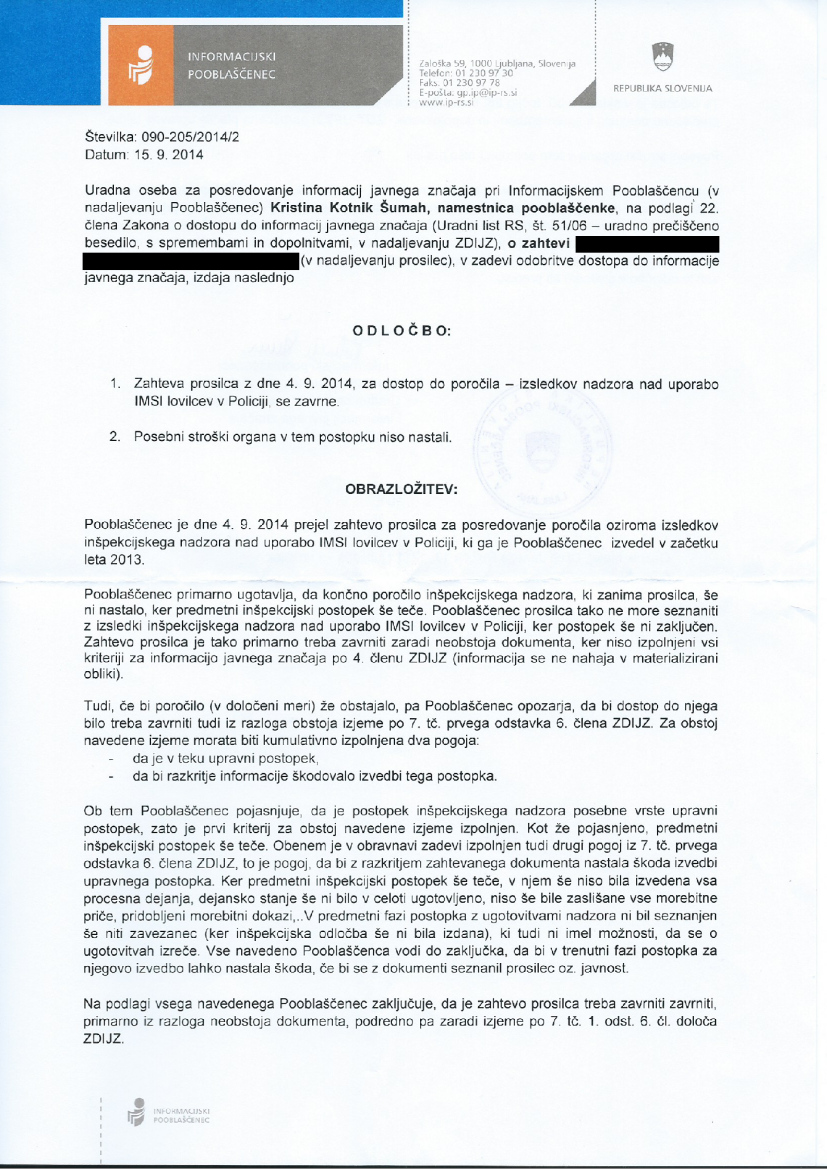 INFORMACIJSKI
POOBLAŠČENEC
Zaloška 59, 1000 Ljubljana, Slovenija
Telefon: 01 230 97 30
Faks: 01 230 97 78
E-pošta: gp.ip@ip-rs.si
www.ip-rs.si
REPUBLIKA SLOVENIJA
Številka: 090-205/2014/2
Datum: 15. 9. 2014
Uradna oseba za posredovanje informacij javnega značaja pri Informacijskem Pooblaščencu (v
nadaljevanju Pooblaščenec) Kristina Kotnik Šumah, namestnica pooblaščenke, na podlagi 22.
člena Zakona o dostopu do informacij javnega značaja (Uradni list RS, št. 51/06 – uradno prečiščeno
besedilo, s spremembami in dopolnitvami, v nadaljevanju ZDIJZ), o zahtevi
(v nadaljevanju prosilec), v zadevi odobritve dostopa do informacije
javnega značaja, izdaja naslednjo
O D L O Č B O:
1. Zahteva prosilca z dne 4. 9. 2014, za dostop do poročila – izsledkov nadzora nad uporabo
IMSI lovilcev v Policiji, se zavrne.
2. Posebni stroški organa v tem postopku niso nastali.
OBRAZLOŽITEV:
Pooblaščenec je dne 4. 9. 2014 prejel zahtevo prosilca za posredovanje poročila oziroma izsledkov
inšpekcijskega nadzora nad uporabo IMSI lovilcev v Policiji, ki ga je Pooblaščenec izvedel v začetku
leta 2013.
Pooblaščenec primarno ugotavlja, da končno poročilo inšpekcijskega nadzora, ki zanima prosilca, še
ni nastalo, ker predmetni inšpekcijski postopek še teče. Pooblaščenec prosilca tako ne more seznaniti
z izsledki inšpekcijskega nadzora nad uporabo IMSI lovilcev v Policiji, ker postopek še ni zaključen.
Zahtevo prosilca je tako primarno treba zavrniti zaradi neobstoja dokumenta, ker niso izpolnjeni vsi
kriteriji za informacijo javnega značaja po 4. členu ZDIJZ (informacija se ne nahaja v materializirani
obliki).
Tudi, če bi poročilo (v določeni meri) že obstajalo, pa Pooblaščenec opozarja, da bi dostop do njega
bilo treba zavrniti tudi iz razloga obstoja izjeme po 7. tč. prvega odstavka 6. člena ZDIJZ. Za obstoj
navedene izjeme morata biti kumulativno izpolnjena dva pogoja:
- da je v teku upravni postopek,
- da bi razkritje informacije škodovalo izvedbi tega postopka.
Ob tem Pooblaščenec pojasnjuje, da je postopek inšpekcijskega nadzora posebne vrste upravni
postopek, zato je prvi kriterij za obstoj navedene izjeme izpolnjen. Kot že pojasnjeno, predmetni
inšpekcijski postopek še teče. Obenem je v obravnavi zadevi izpolnjen tudi drugi pogoj iz 7. tč. prvega
odstavka 6. člena ZDIJZ, to je pogoj, da bi z razkritjem zahtevanega dokumenta nastala škoda izvedbi
upravnega postopka. Ker predmetni inšpekcijski postopek še teče, v njem še niso bila izvedena vsa
procesna dejanja, dejansko stanje še ni bilo v celoti ugotovljeno, niso še bile zaslišane vse morebitne
priče, pridobljeni morebitni dokazi,..V predmetni fazi postopka z ugotovitvami nadzora ni bil seznanjen
še niti zavezanec (ker inšpekcijska odločba še ni bila izdana), ki tudi ni imel možnosti, da se o
ugotovitvah izreče. Vse navedeno Pooblaščenca vodi do zaključka, da bi v trenutni fazi postopka za
njegovo izvedbo lahko nastala škoda, če bi se z dokumenti seznanil prosilec oz. javnost.
Na podlagi vsega navedenega Pooblaščenec zaključuje, da je zahtevo prosilca treba zavrniti zavrniti,
primarno iz razloga neobstoja dokumenta, podredno pa zaradi izjeme po 7. tč. 1. odst. 6. čl. določa
ZDIJZ.
INFORMACIJSKI
POOBLAŠČENEC